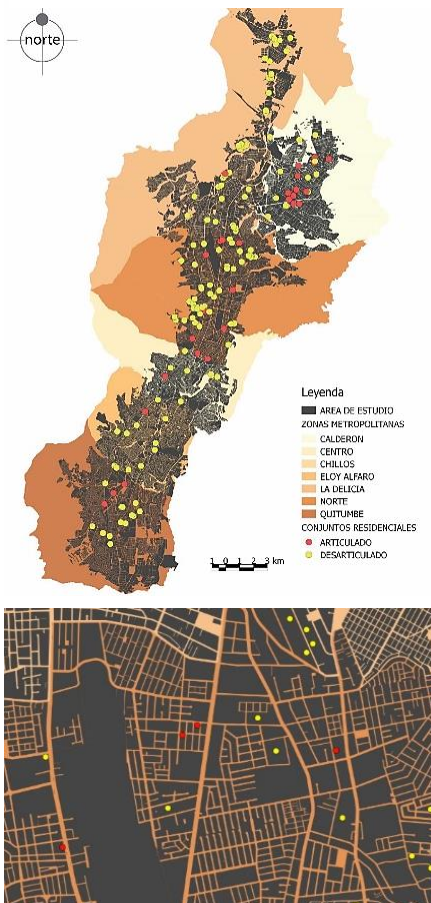 norte
Leyenda
AREA DE ESTUDIO
ZONAS METROPOLITANAS
CALDERON
CENTRO
CHILLOS
ELOY ALFARO
LA DELICIA
NORTE
QUITUMBE
CONJUNTOS RESIDENCIALES
ARTICULADO
DESARTICULADO
1 0 1 2 3 km